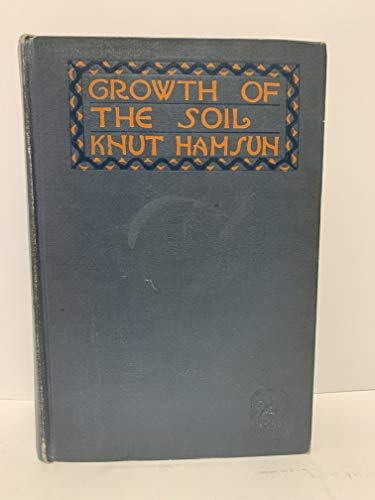 GROWTH OF
THE SOIL
KNUT HAMSUN